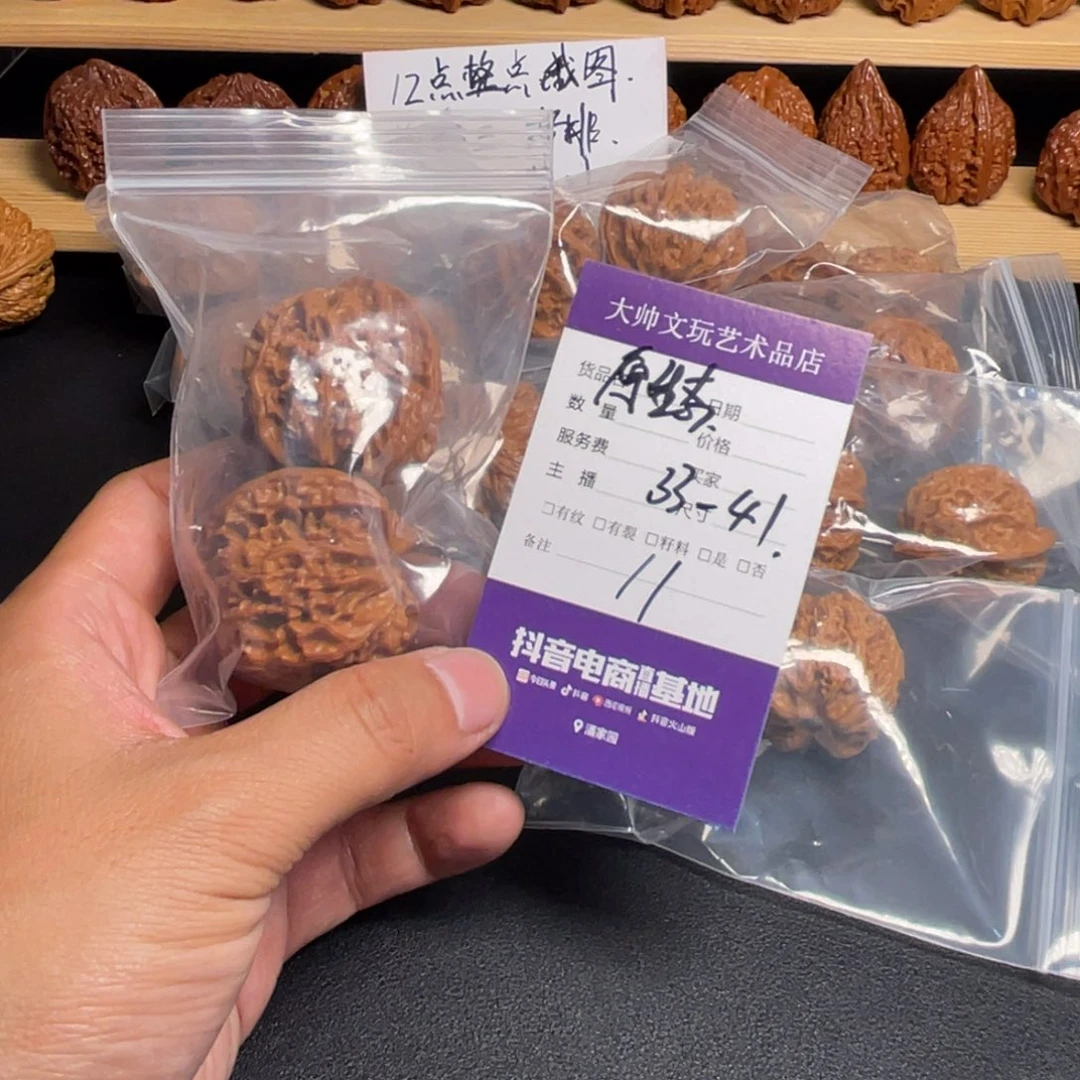 12点整点截图.
排.
大帅文玩艺术品店
货品 日期
数量 价格
服务费 买家
主播 33-41! 尺寸
□有纹 □有裂 □籽料 □是 □否
备注 11
抖音电商直播基地
今日头条 抖音 西瓜视频 抖音火山版
潘家园